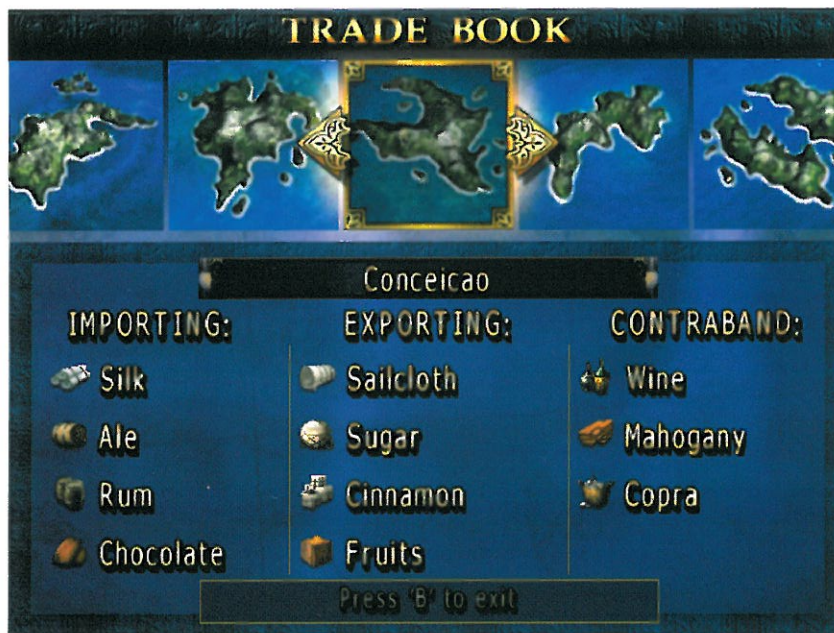 TRADE BOOK
Conceicao
IMPORTING:
Silk
Ale
Rum
Chocolate
EXPORTING:
Sailcloth
Sugar
Cinnamon
Fruits
CONTRABAND:
Wine
Mahogany
Copra
Press 'B' to exit